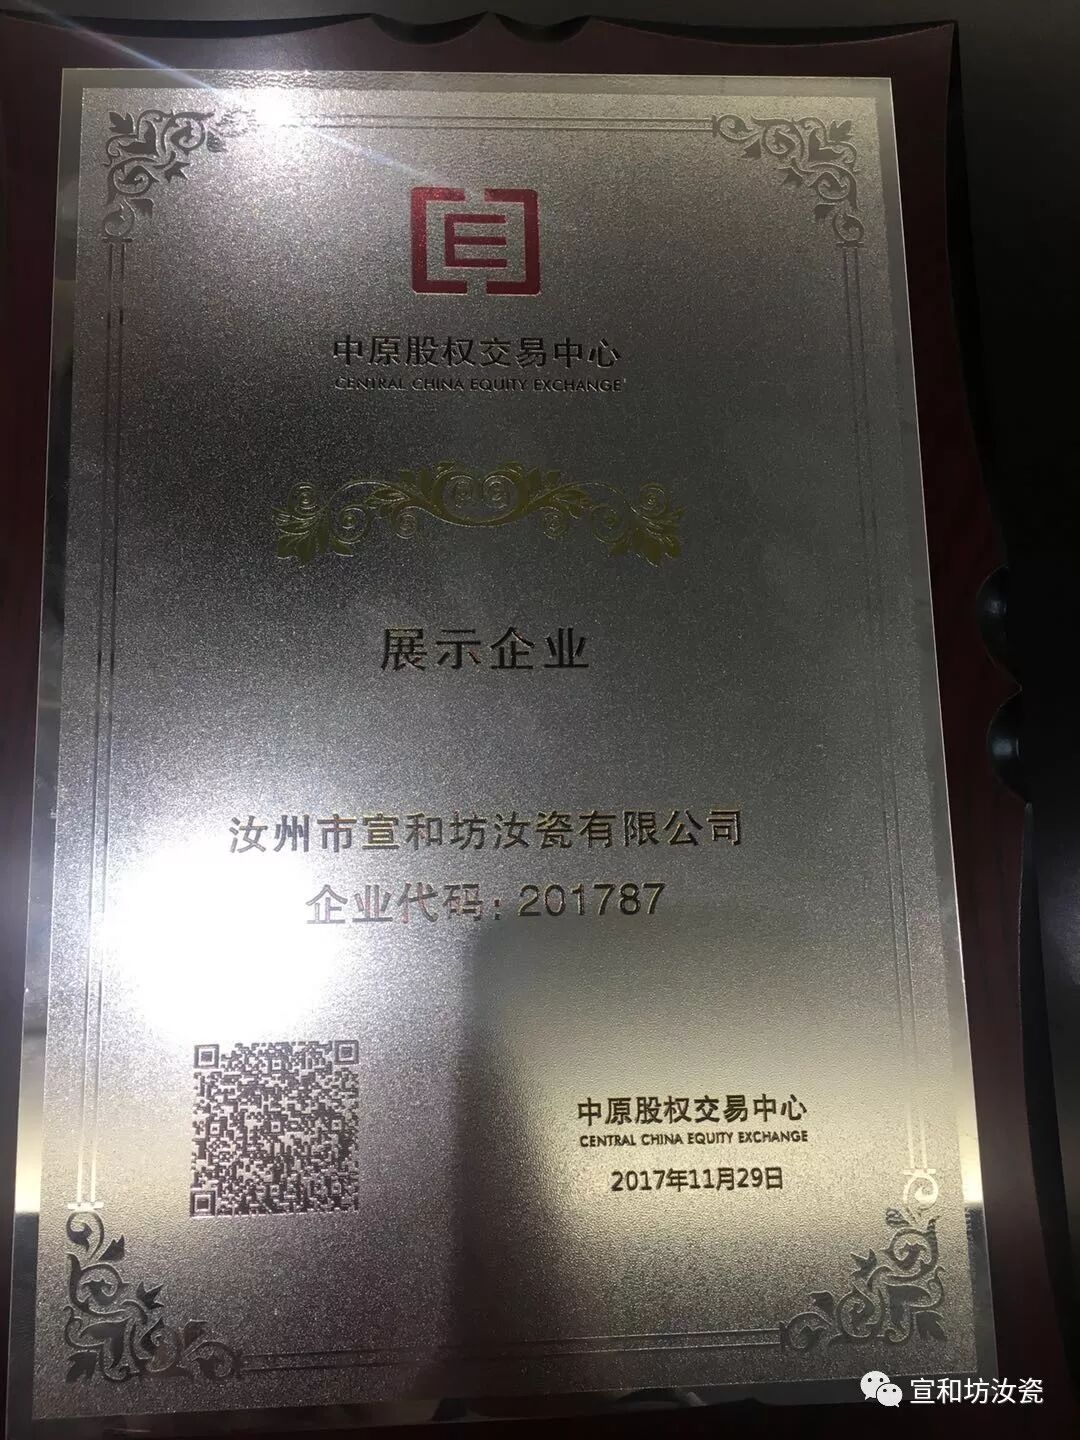 中原股权交易中心
CENTRAL CHINA EQUITY EXCHANGE
展示企业
汝州市宣和坊汝瓷有限公司
企业代码：201787
中原股权交易中心
CENTRAL CHINA EQUITY EXCHANGE
2017年11月29日
宣和坊汝瓷